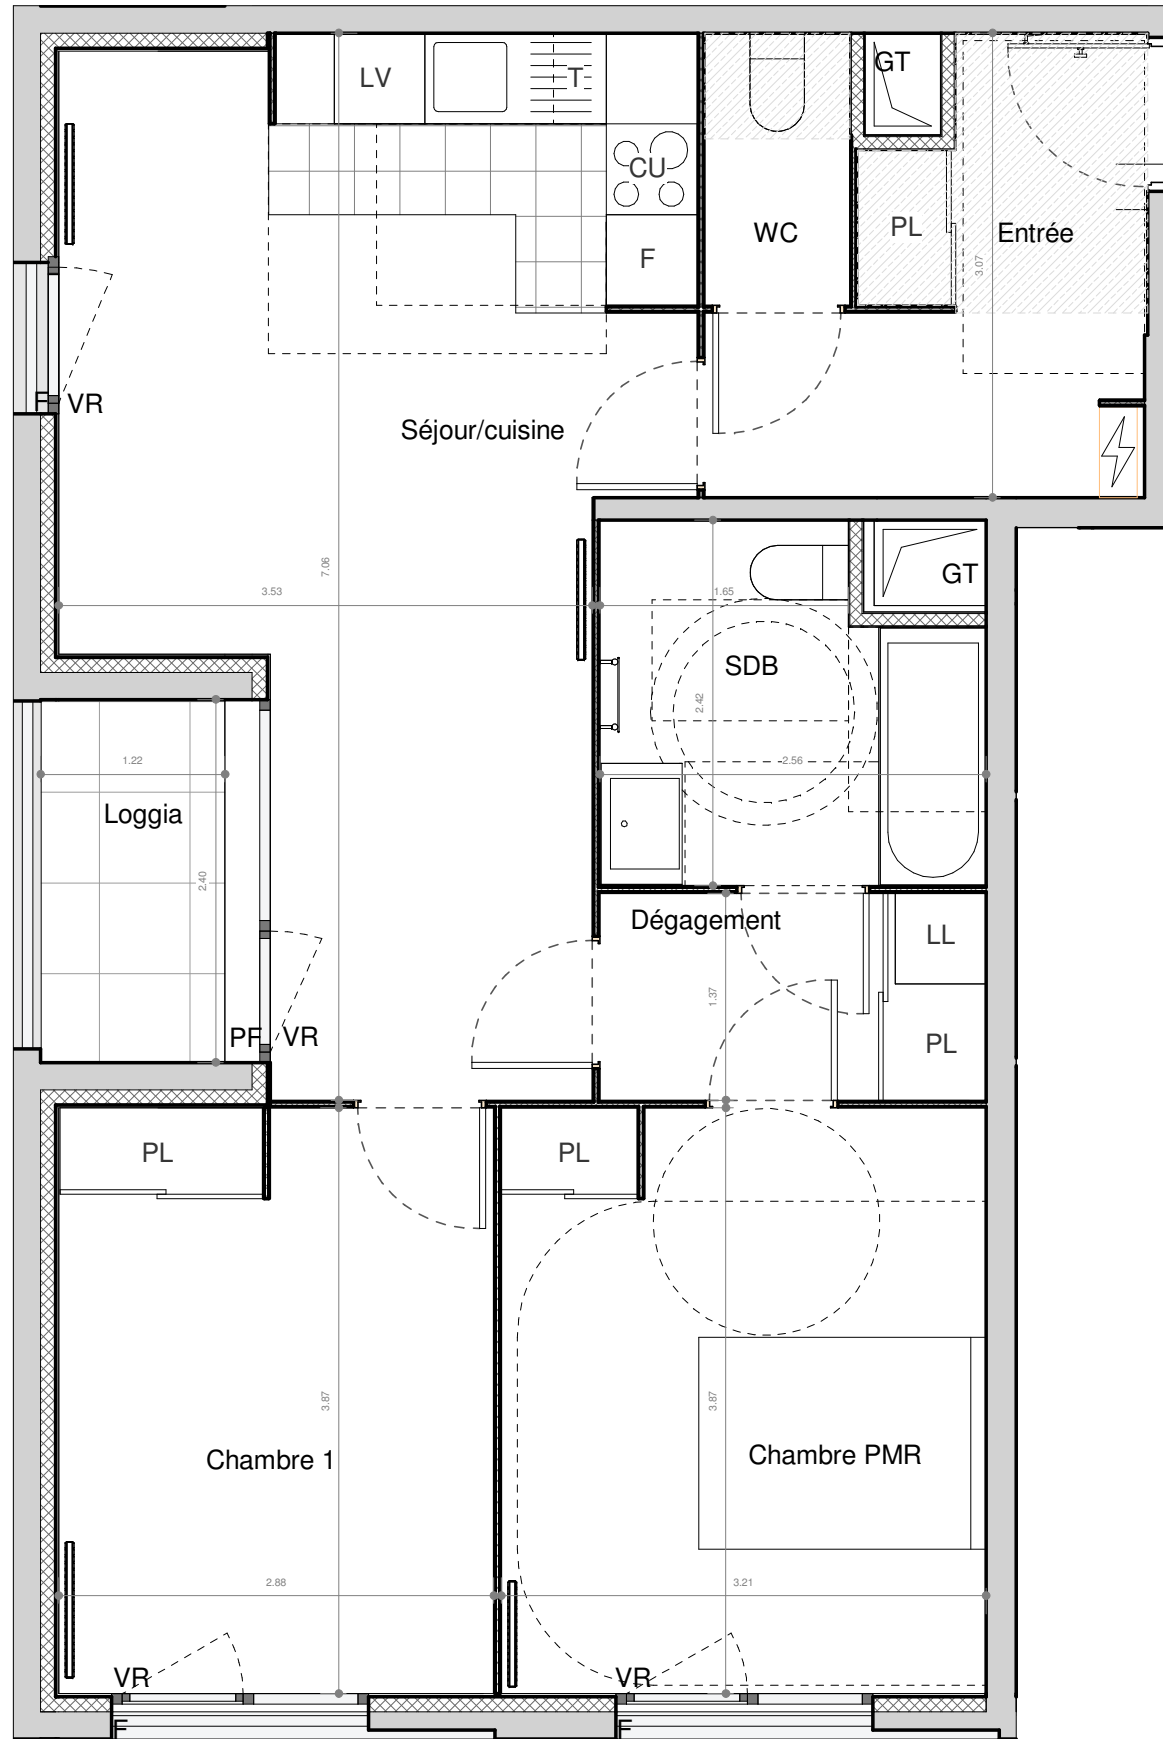 LV
T
GT
CU
WC
PL
Entrée
F
3.07
F
VR
Séjour/cuisine
7.06
3.53
1.65
GT
SDB
2.42
1.22
2.56
Loggia
2.40
Dégagement
LL
1.37
PF
VR
PL
PL
PL
3.87
3.87
Chambre 1
Chambre PMR
2.88
3.21
VR
VR
F
F